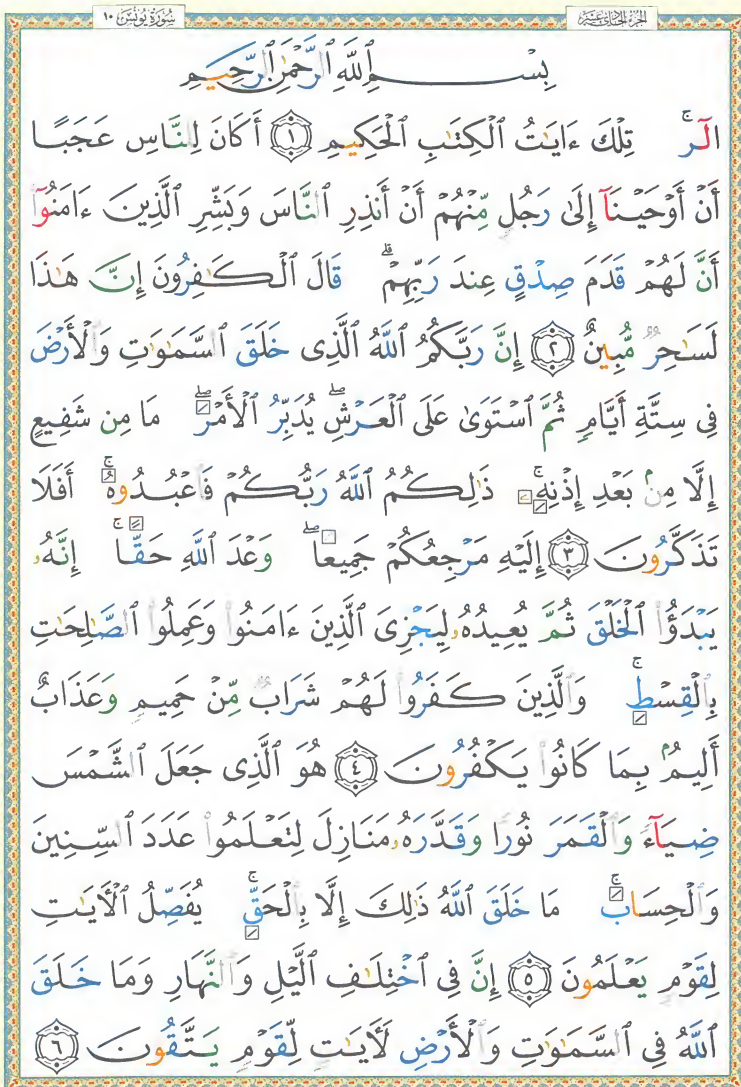 سُورَةُ يُونُسَ ١٠
الجُزْءُ الحَادِي عَشَرَ
بِسْمِ ٱللَّهِ ٱلرَّحْمَٰنِ ٱلرَّحِيمِ
الٓرۚ تِلْكَ ءَايَٰتُ ٱلْكِتَٰبِ ٱلْحَكِيمِ ١ أَكَانَ لِلنَّاسِ عَجَبًا
أَنْ أَوْحَيْنَآ إِلَىٰ رَجُلٍ مِّنْهُمْ أَنْ أَنذِرِ ٱلنَّاسَ وَبَشِّرِ ٱلَّذِينَ ءَامَنُوٓا۟
أَنَّ لَهُمْ قَدَمَ صِدْقٍ عِندَ رَبِّهِمْۗ قَالَ ٱلْكَٰفِرُونَ إِنَّ هَٰذَا
لَسَٰحِرٌ مُّبِينٌ ٢ إِنَّ رَبَّكُمُ ٱللَّهُ ٱلَّذِى خَلَقَ ٱلسَّمَٰوَٰتِ وَٱلْأَرْضَ
فِى سِتَّةِ أَيَّامٍ ثُمَّ ٱسْتَوَىٰ عَلَى ٱلْعَرْشِۖ يُدَبِّرُ ٱلْأَمْرَۖ مَا مِن شَفِيعٍ
إِلَّا مِنۢ بَعْدِ إِذْنِهِۦۚ ذَٰلِكُمُ ٱللَّهُ رَبُّكُمْ فَٱعْبُدُوهُۚ أَفَلَا
تَذَكَّرُونَ ٣ إِلَيْهِ مَرْجِعُكُمْ جَمِيعًاۖ وَعْدَ ٱللَّهِ حَقًّاۚ إِنَّهُۥ
يَبْدَؤُا۟ ٱلْخَلْقَ ثُمَّ يُعِيدُهُۥ لِيَجْزِىَ ٱلَّذِينَ ءَامَنُوا۟ وَعَمِلُوا۟ ٱلصَّٰلِحَٰتِ
بِٱلْقِسْطِۚ وَٱلَّذِينَ كَفَرُوا۟ لَهُمْ شَرَابٌ مِّنْ حَمِيمٍ وَعَذَابٌ
أَلِيمٌۢ بِمَا كَانُوا۟ يَكْفُرُونَ ٤ هُوَ ٱلَّذِى جَعَلَ ٱلشَّمْسَ
ضِيَآءً وَٱلْقَمَرَ نُورًا وَقَدَّرَهُۥ مَنَازِلَ لِتَعْلَمُوا۟ عَدَدَ ٱلسِّنِينَ
وَٱلْحِسَابَۚ مَا خَلَقَ ٱللَّهُ ذَٰلِكَ إِلَّا بِٱلْحَقِّۚ يُفَصِّلُ ٱلْءَايَٰتِ
لِقَوْمٍ يَعْلَمُونَ ٥ إِنَّ فِى ٱخْتِلَٰفِ ٱلَّيْلِ وَٱلنَّهَارِ وَمَا خَلَقَ
ٱللَّهُ فِى ٱلسَّمَٰوَٰتِ وَٱلْأَرْضِ لَءَايَٰتٍ لِّقَوْمٍ يَتَّقُونَ ٦